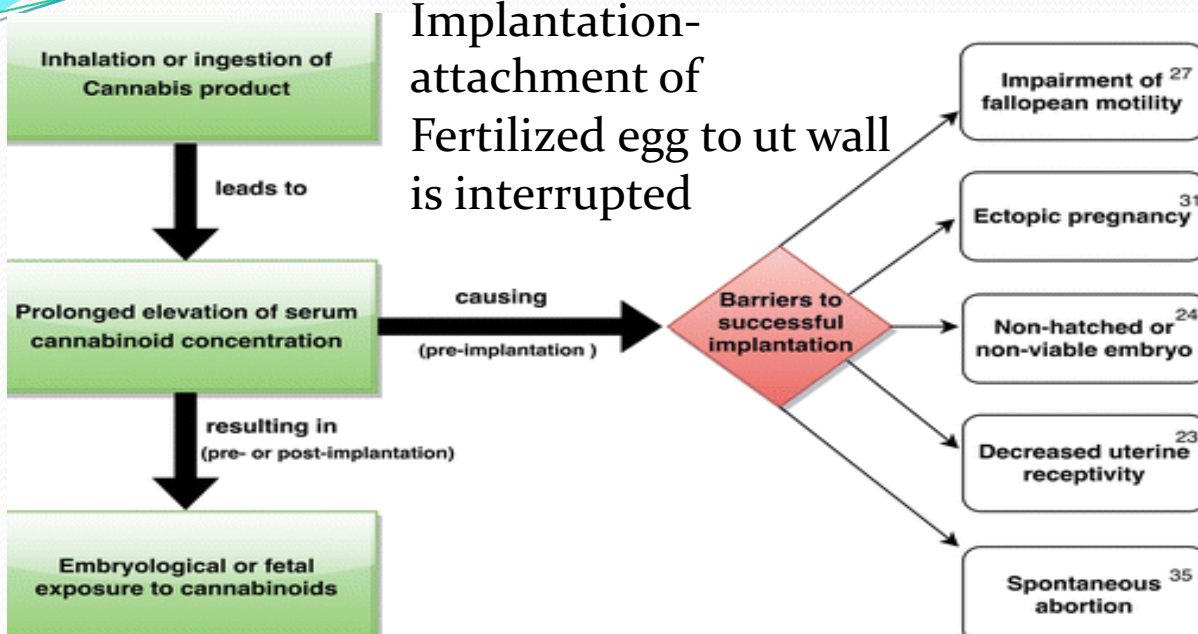 Implantation-
attachment of
Fertilized egg to ut wall
is interrupted
Inhalation or ingestion of
Cannabis product
leads to
Prolonged elevation of serum
cannabinoid concentration
causing
(pre-implantation )
resulting in
(pre- or post-implantation)
Embryological or fetal
exposure to cannabinoids
Barriers to
successful
implantation
Impairment of 27
fallopean motility
Ectopic pregnancy 31
Non-hatched or 24
non-viable embryo
Decreased uterine 23
receptivity
Spontaneous 35
abortion